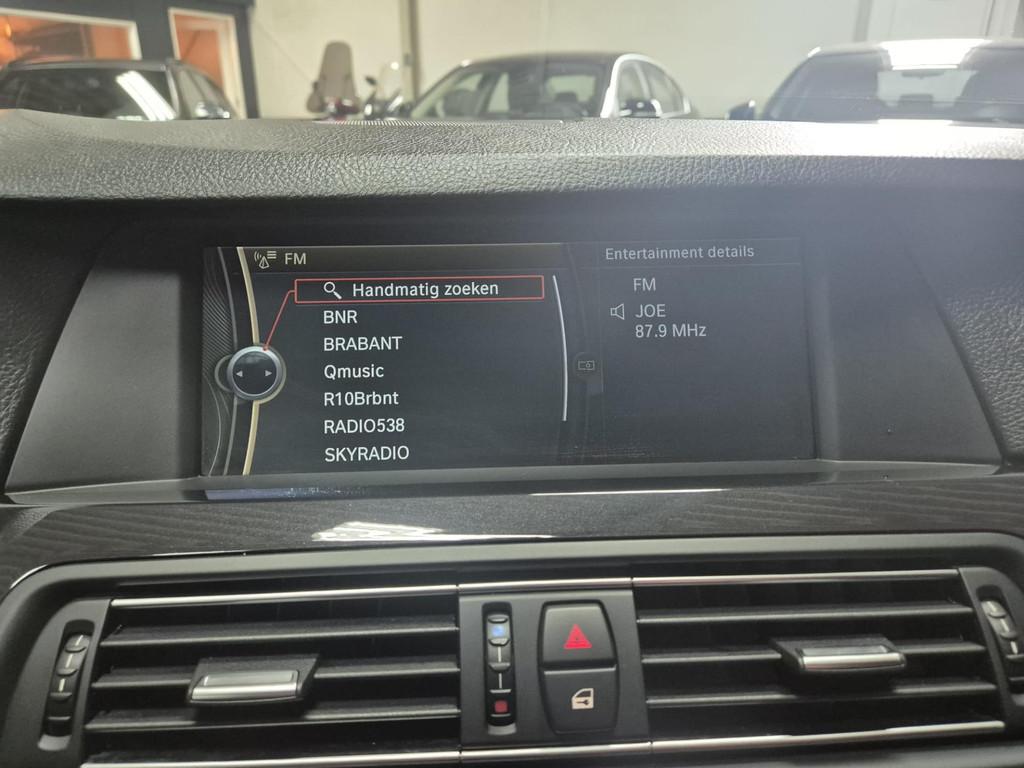 FM
Handmatig zoeken
BNR
BRABANT
Qmusic
R10Brbnt
RADIO538
SKYRADIO
Entertainment details
FM
JOE
87.9 MHz